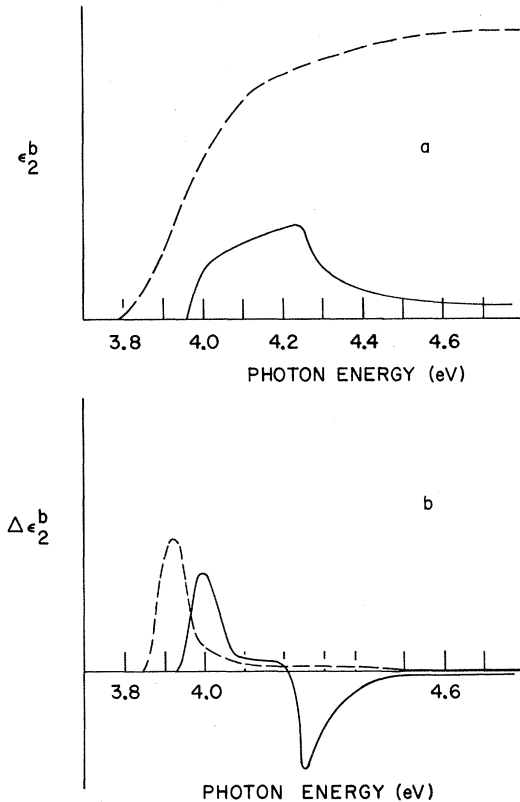 a
ϵ₂ᵇ
3.8 4.0 4.2 4.4 4.6
PHOTON ENERGY (eV)
b
Δϵ₂ᵇ
3.8 4.0 4.6
PHOTON ENERGY (eV)